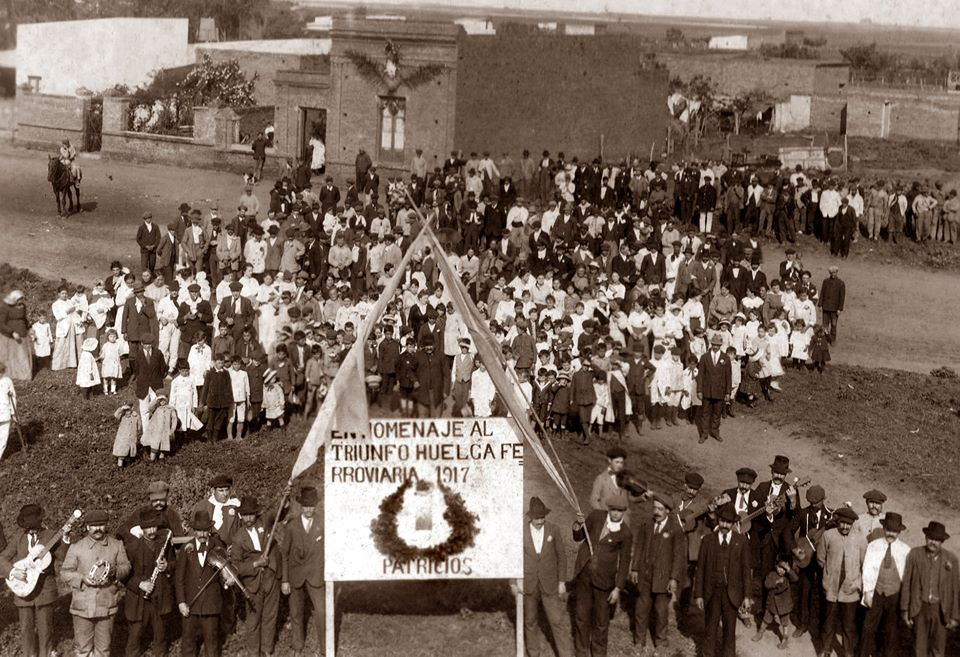 EN HOMENAJE AL
TRIUNFO HUELGA FE
RROVIARIA 1917
PATRICIOS